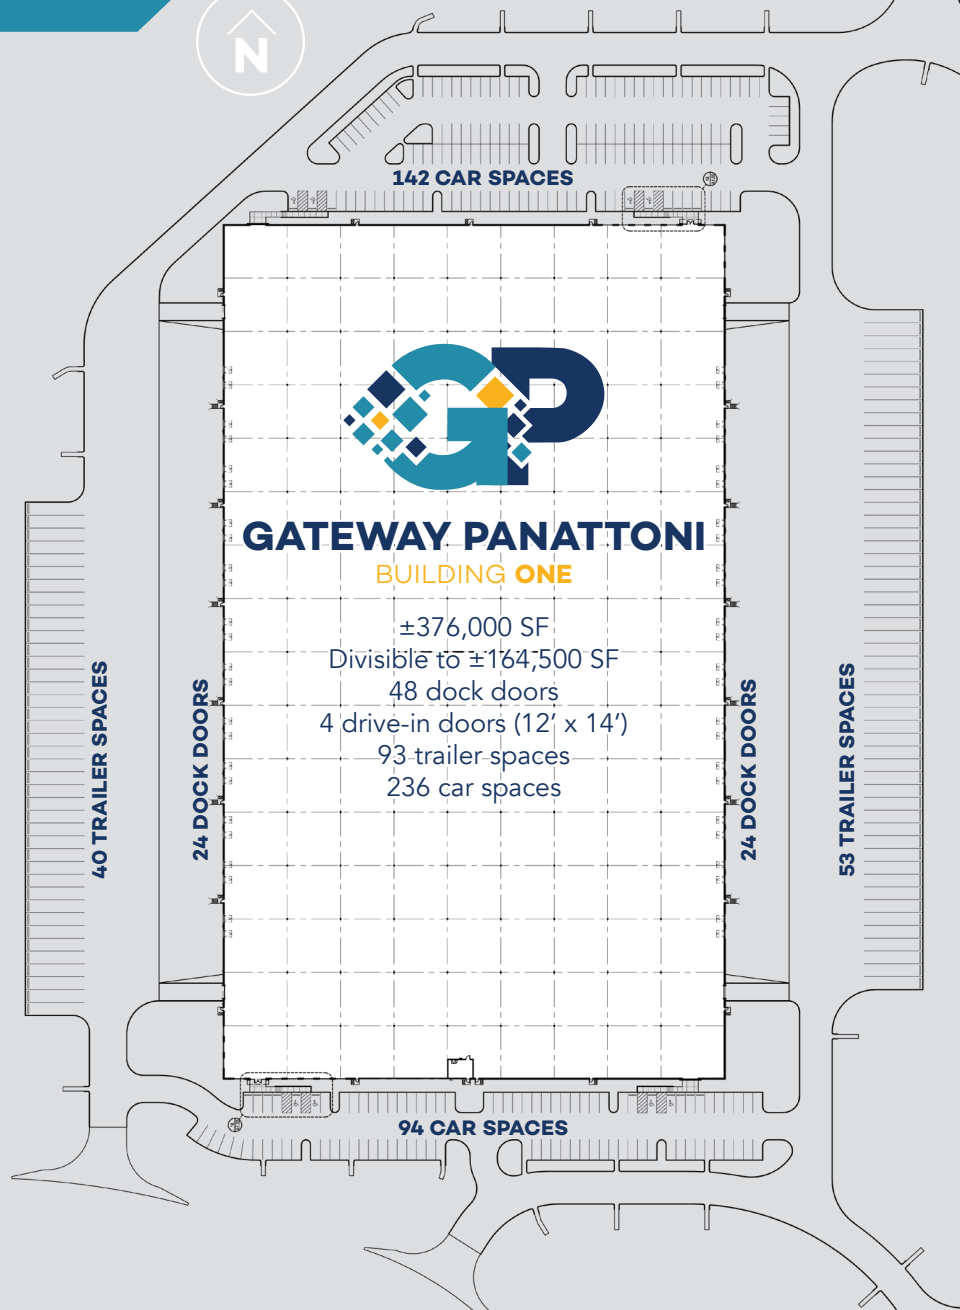 N
142 CAR SPACES
GP
GATEWAY PANATTONI
BUILDING ONE
±376,000 SF
Divisible to ±164,500 SF
48 dock doors
4 drive-in doors (12’ x 14’)
93 trailer spaces
236 car spaces
40 TRAILER SPACES
24 DOCK DOORS
24 DOCK DOORS
53 TRAILER SPACES
94 CAR SPACES